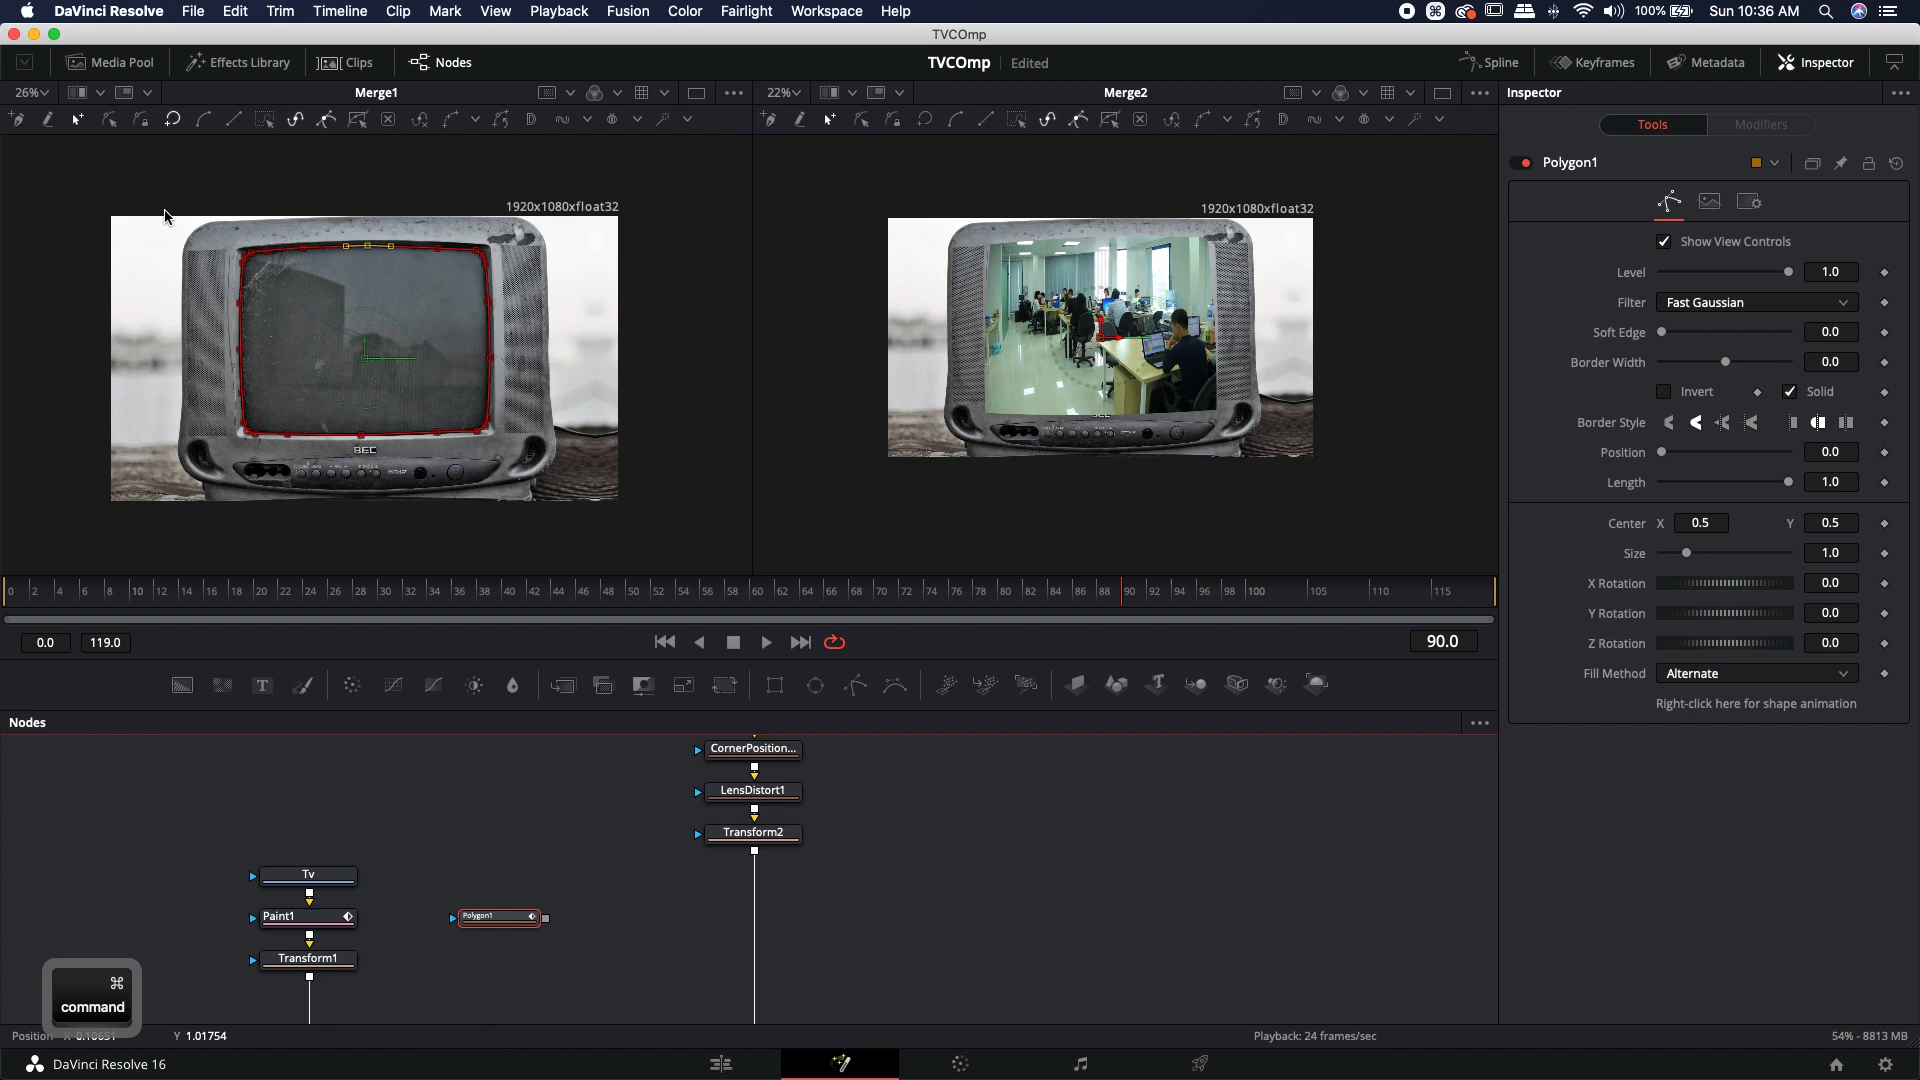 DaVinci Resolve File Edit Trim Timeline Clip Mark View Playback Fusion Color Fairlight Workspace Help 100% Sun 10:36 AM
TVCOmp
Media Pool Effects Library Clips Nodes TVCOmp Edited Spline Keyframes Metadata Inspector
26% Merge1 22% Merge2 Inspector
Tools Modifiers
Polygon1
1920x1080xfloat32 1920x1080xfloat32
Show View Controls
Level 1.0
Filter Fast Gaussian
Soft Edge 0.0
Border Width 0.0
Invert Solid
Border Style
Position 0.0
Length 1.0
Center X 0.5 Y 0.5
Size 1.0
X Rotation 0.0
Y Rotation 0.0
Z Rotation 0.0
Fill Method Alternate
Right-click here for shape animation
SEC
0 2 4 6 8 10 12 14 16 18 20 22 24 26 28 30 32 34 36 38 40 42 44 46 48 50 52 54 56 58 60 62 64 66 68 70 72 74 76 78 80 82 84 86 88 90 92 94 96 98 100 105 110 115
0.0 119.0 90.0
T
Nodes
CornerPosition...
LensDistort1
Transform2
Tv
Paint1 Polygon1
Transform1
⌘
command
Position X 0.10651 Y 1.01754 Playback: 24 frames/sec 54% - 8813 MB
DaVinci Resolve 16